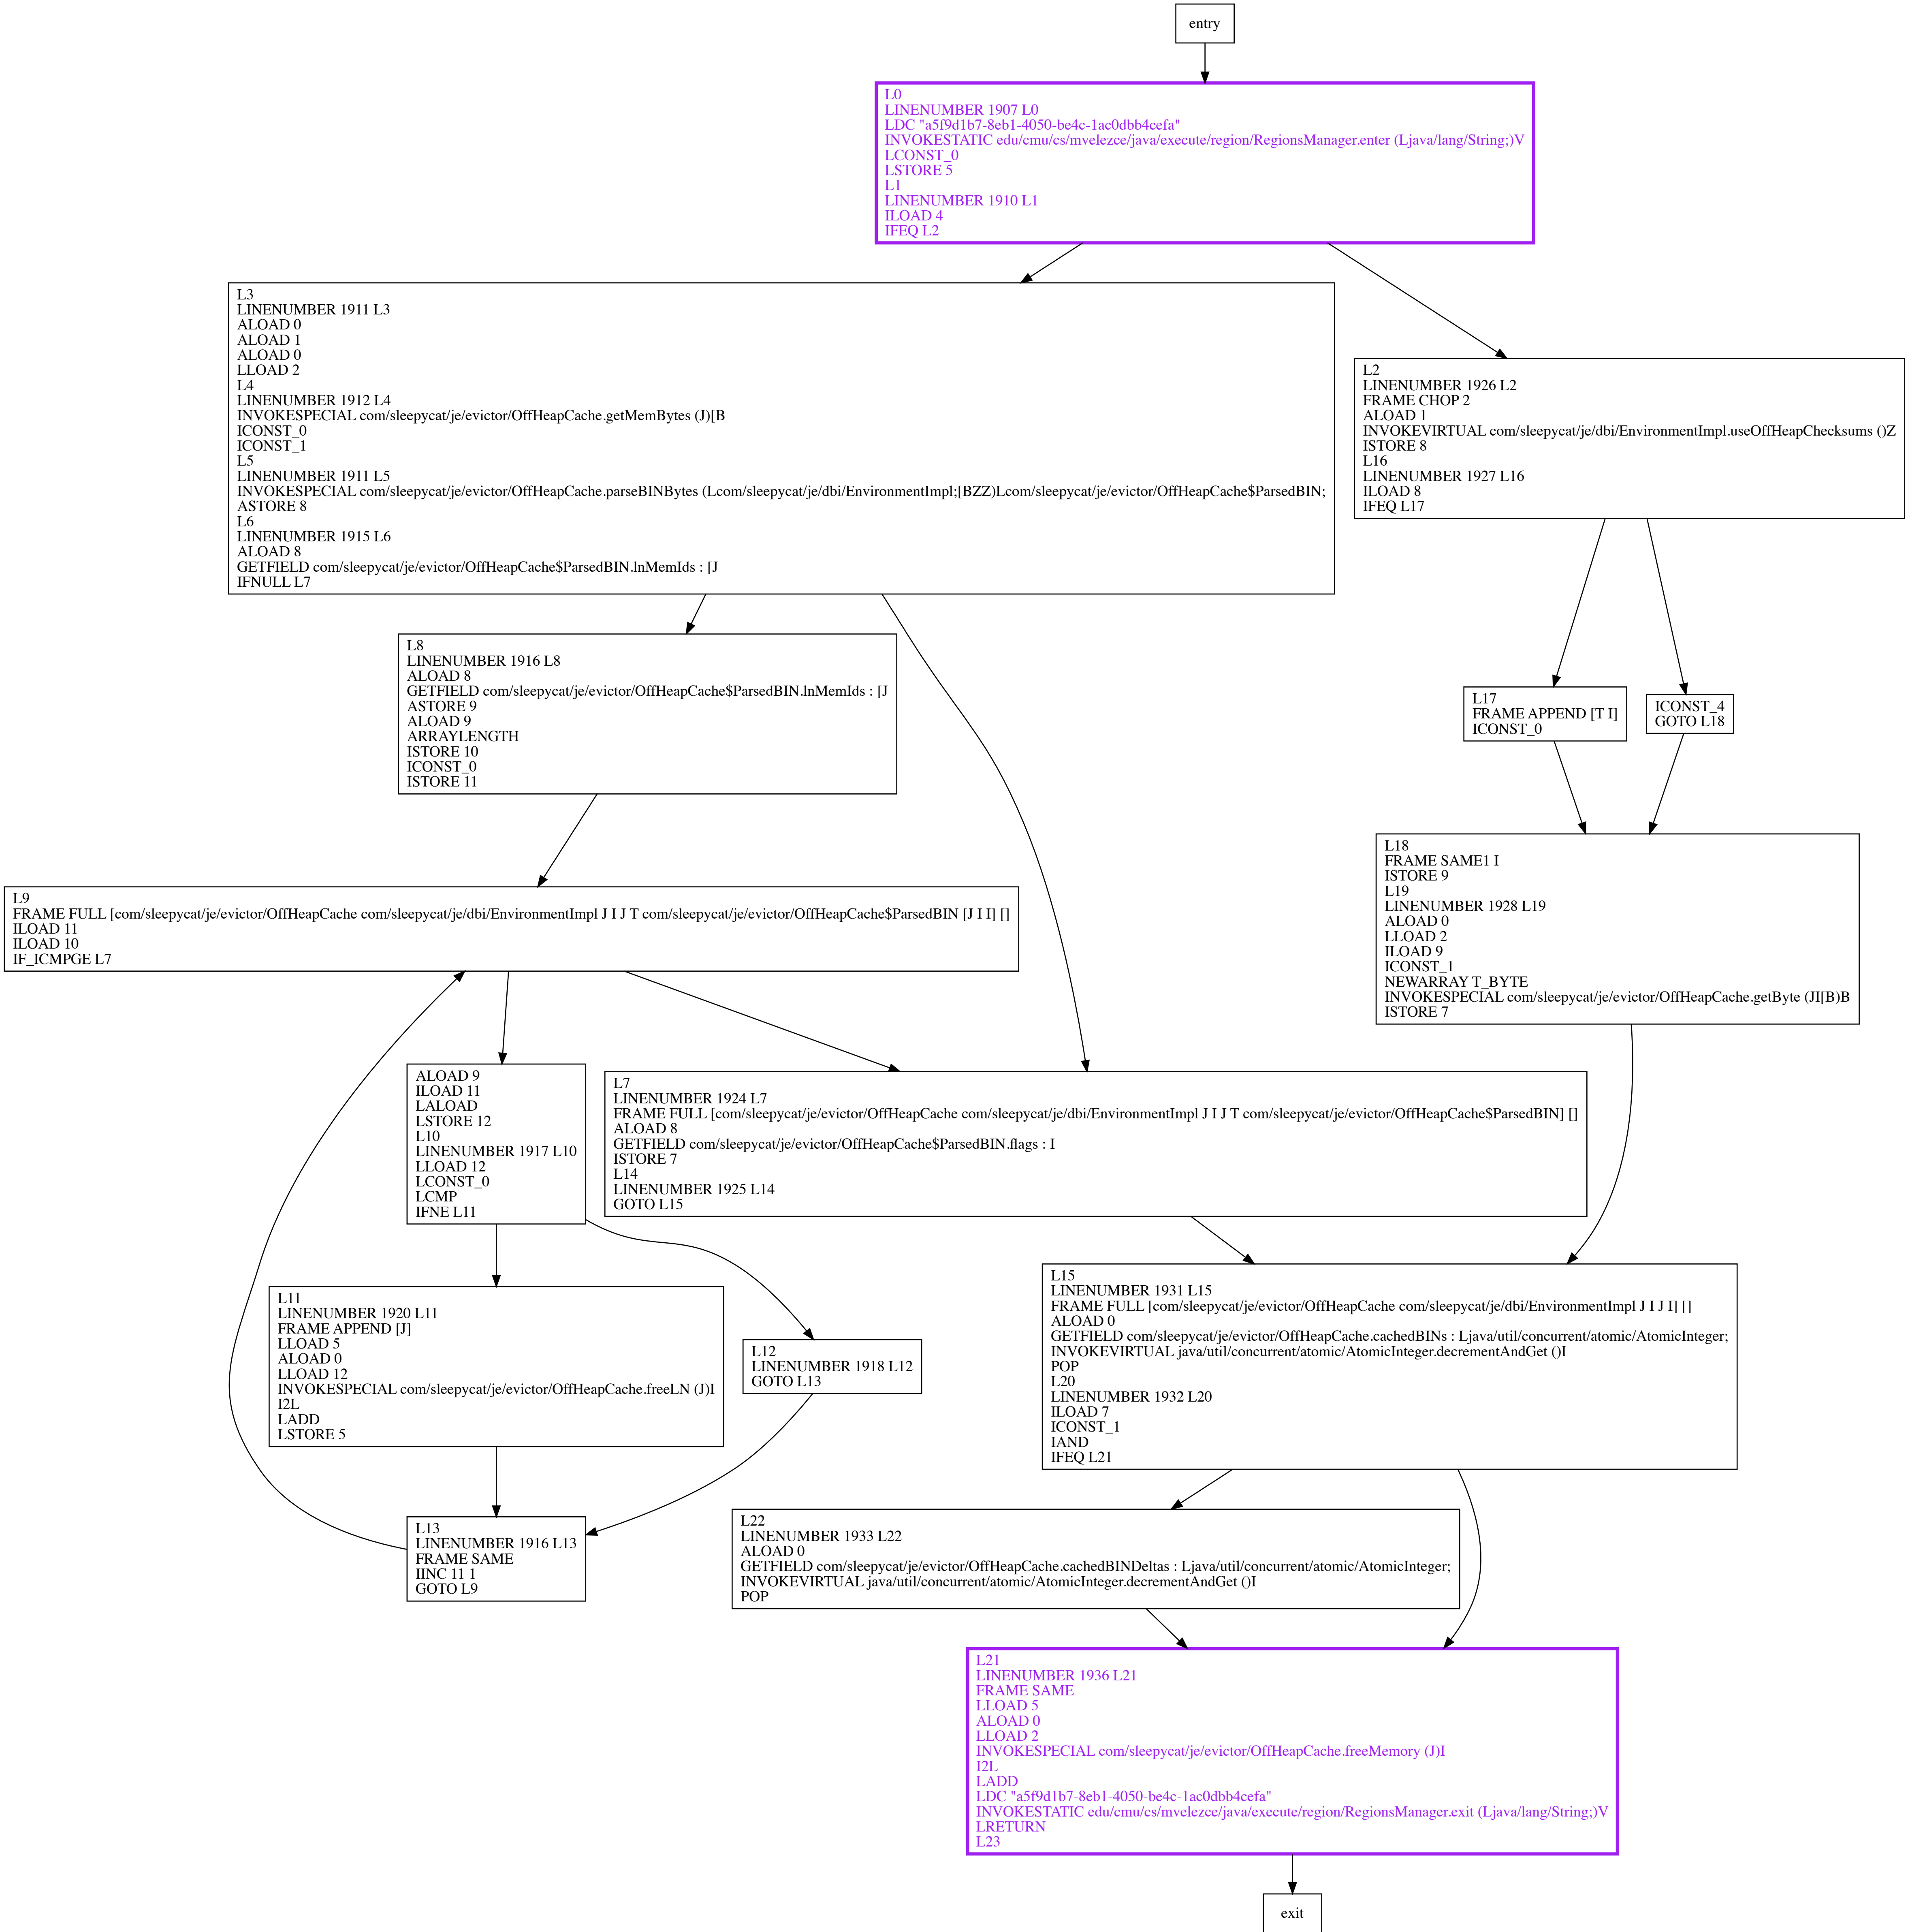 entry
L0
LINENUMBER 1907 L0
LDC "a5f9d1b7-8eb1-4050-be4c-1ac0dbb4cefa"
INVOKESTATIC edu/cmu/cs/mvelezce/java/execute/region/RegionsManager.enter (Ljava/lang/String;)V
LCONST_0
LSTORE 5
L1
LINENUMBER 1910 L1
ILOAD 4
IFEQ L2
L3
LINENUMBER 1911 L3
ALOAD 0
ALOAD 1
ALOAD 0
LLOAD 2
L4
LINENUMBER 1912 L4
INVOKESPECIAL com/sleepycat/je/evictor/OffHeapCache.getMemBytes (J)[B
ICONST_0
ICONST_1
L5
LINENUMBER 1911 L5
INVOKESPECIAL com/sleepycat/je/evictor/OffHeapCache.parseBINBytes (Lcom/sleepycat/je/dbi/EnvironmentImpl;[BZZ)Lcom/sleepycat/je/evictor/OffHeapCache$ParsedBIN;
ASTORE 8
L6
LINENUMBER 1915 L6
ALOAD 8
GETFIELD com/sleepycat/je/evictor/OffHeapCache$ParsedBIN.lnMemIds : [J
IFNULL L7
L2
LINENUMBER 1926 L2
FRAME CHOP 2
ALOAD 1
INVOKEVIRTUAL com/sleepycat/je/dbi/EnvironmentImpl.useOffHeapChecksums ()Z
ISTORE 8
L16
LINENUMBER 1927 L16
ILOAD 8
IFEQ L17
L8
LINENUMBER 1916 L8
ALOAD 8
GETFIELD com/sleepycat/je/evictor/OffHeapCache$ParsedBIN.lnMemIds : [J
ASTORE 9
ALOAD 9
ARRAYLENGTH
ISTORE 10
ICONST_0
ISTORE 11
L17
FRAME APPEND [T I]
ICONST_0
ICONST_4
GOTO L18
L18
FRAME SAME1 I
ISTORE 9
L19
LINENUMBER 1928 L19
ALOAD 0
LLOAD 2
ILOAD 9
ICONST_1
NEWARRAY T_BYTE
INVOKESPECIAL com/sleepycat/je/evictor/OffHeapCache.getByte (JI[B)B
ISTORE 7
L9
FRAME FULL [com/sleepycat/je/evictor/OffHeapCache com/sleepycat/je/dbi/EnvironmentImpl J I J T com/sleepycat/je/evictor/OffHeapCache$ParsedBIN [J I I] []
ILOAD 11
ILOAD 10
IF_ICMPGE L7
ALOAD 9
ILOAD 11
LALOAD
LSTORE 12
L10
LINENUMBER 1917 L10
LLOAD 12
LCONST_0
LCMP
IFNE L11
L7
LINENUMBER 1924 L7
FRAME FULL [com/sleepycat/je/evictor/OffHeapCache com/sleepycat/je/dbi/EnvironmentImpl J I J T com/sleepycat/je/evictor/OffHeapCache$ParsedBIN] []
ALOAD 8
GETFIELD com/sleepycat/je/evictor/OffHeapCache$ParsedBIN.flags : I
ISTORE 7
L14
LINENUMBER 1925 L14
GOTO L15
L11
LINENUMBER 1920 L11
FRAME APPEND [J]
LLOAD 5
ALOAD 0
LLOAD 12
INVOKESPECIAL com/sleepycat/je/evictor/OffHeapCache.freeLN (J)I
I2L
LADD
LSTORE 5
L12
LINENUMBER 1918 L12
GOTO L13
L15
LINENUMBER 1931 L15
FRAME FULL [com/sleepycat/je/evictor/OffHeapCache com/sleepycat/je/dbi/EnvironmentImpl J I J I] []
ALOAD 0
GETFIELD com/sleepycat/je/evictor/OffHeapCache.cachedBINs : Ljava/util/concurrent/atomic/AtomicInteger;
INVOKEVIRTUAL java/util/concurrent/atomic/AtomicInteger.decrementAndGet ()I
POP
L20
LINENUMBER 1932 L20
ILOAD 7
ICONST_1
IAND
IFEQ L21
L13
LINENUMBER 1916 L13
FRAME SAME
IINC 11 1
GOTO L9
L22
LINENUMBER 1933 L22
ALOAD 0
GETFIELD com/sleepycat/je/evictor/OffHeapCache.cachedBINDeltas : Ljava/util/concurrent/atomic/AtomicInteger;
INVOKEVIRTUAL java/util/concurrent/atomic/AtomicInteger.decrementAndGet ()I
POP
L21
LINENUMBER 1936 L21
FRAME SAME
LLOAD 5
ALOAD 0
LLOAD 2
INVOKESPECIAL com/sleepycat/je/evictor/OffHeapCache.freeMemory (J)I
I2L
LADD
LDC "a5f9d1b7-8eb1-4050-be4c-1ac0dbb4cefa"
INVOKESTATIC edu/cmu/cs/mvelezce/java/execute/region/RegionsManager.exit (Ljava/lang/String;)V
LRETURN
L23
exit